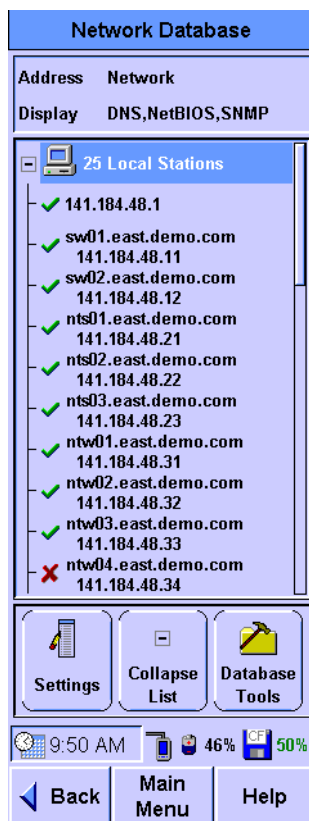 Network Database
Address Network
Display DNS,NetBIOS,SNMP
25 Local Stations
141.184.48.1
sw01.east.demo.com
141.184.48.11
sw02.east.demo.com
141.184.48.12
nts01.east.demo.com
141.184.48.21
nts02.east.demo.com
141.184.48.22
nts03.east.demo.com
141.184.48.23
ntw01.east.demo.com
141.184.48.31
ntw02.east.demo.com
141.184.48.32
ntw03.east.demo.com
141.184.48.33
ntw04.east.demo.com
141.184.48.34
Settings
Collapse
List
Database
Tools
9:50 AM 46% CF 50%
Back
Main
Menu
Help